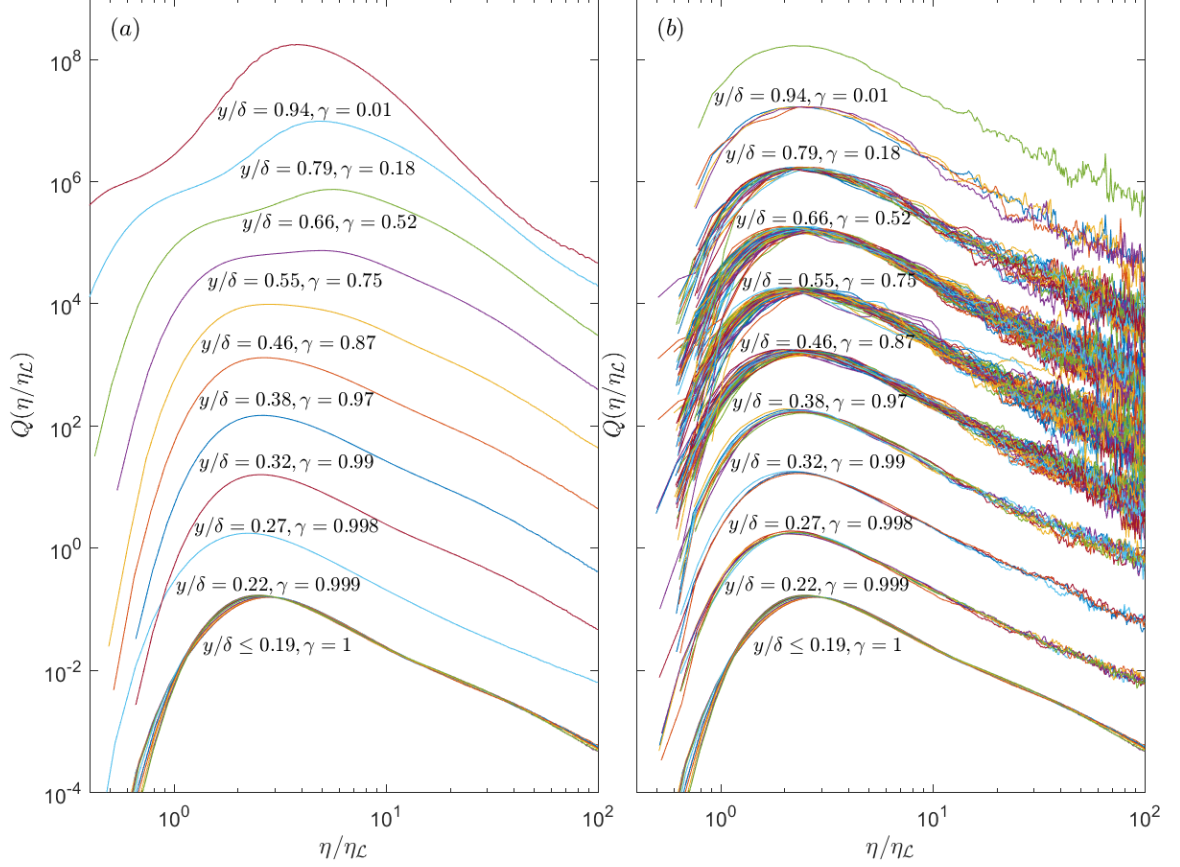 (a)
10^8
10^6
10^4
10^2
10^0
10^-2
10^-4
Q(η/η_ℒ)
y/δ = 0.94, γ = 0.01
y/δ = 0.79, γ = 0.18
y/δ = 0.66, γ = 0.52
y/δ = 0.55, γ = 0.75
y/δ = 0.46, γ = 0.87
y/δ = 0.38, γ = 0.97
y/δ = 0.32, γ = 0.99
y/δ = 0.27, γ = 0.998
y/δ = 0.22, γ = 0.999
y/δ ≤ 0.19, γ = 1
10^0 10^1 10^2
η/η_ℒ
(b)
Q(η/η_ℒ)
y/δ = 0.94, γ = 0.01
y/δ = 0.79, γ = 0.18
y/δ = 0.66, γ = 0.52
y/δ = 0.55, γ = 0.75
y/δ = 0.46, γ = 0.87
y/δ = 0.38, γ = 0.97
y/δ = 0.32, γ = 0.99
y/δ = 0.27, γ = 0.998
y/δ = 0.22, γ = 0.999
y/δ ≤ 0.19, γ = 1
10^0 10^1 10^2
η/η_ℒ